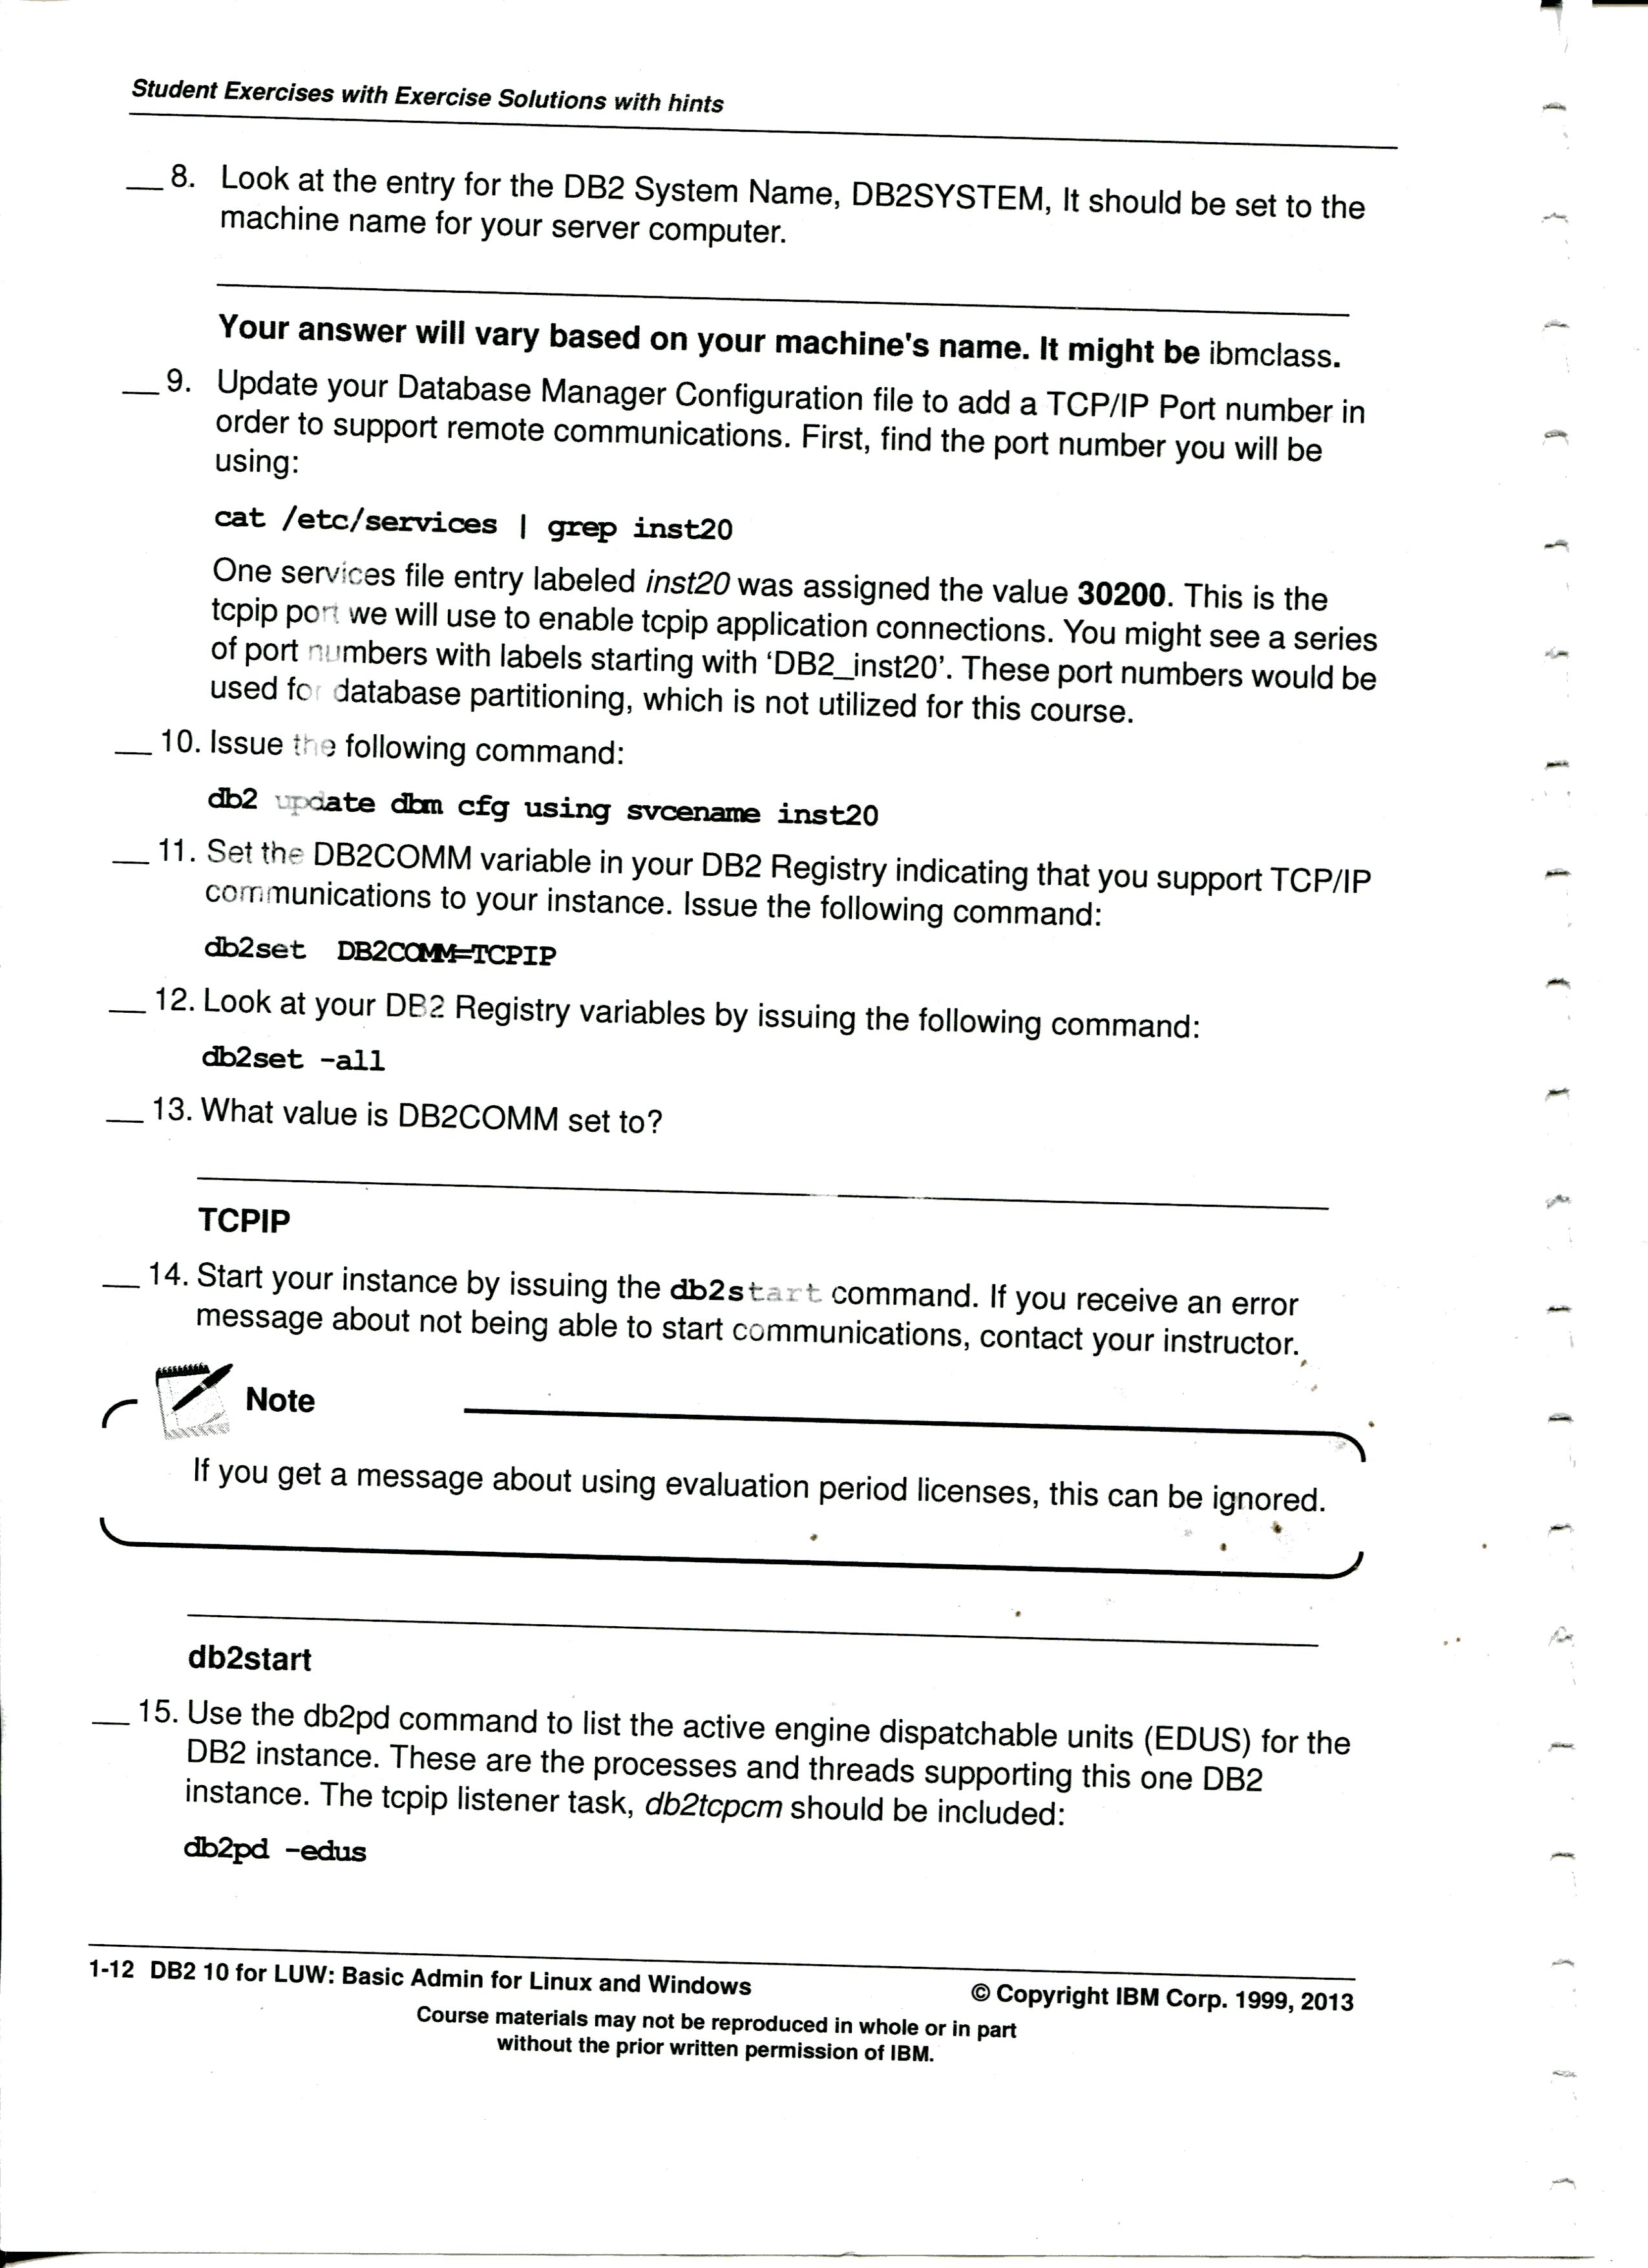 Student Exercises with Exercise Solutions with hints
__ 8. Look at the entry for the DB2 System Name, DB2SYSTEM, It should be set to the
machine name for your server computer.
Your answer will vary based on your machine's name. It might be ibmclass.
__ 9. Update your Database Manager Configuration file to add a TCP/IP Port number in
order to support remote communications. First, find the port number you will be
using:
cat /etc/services | grep inst20
One services file entry labeled inst20 was assigned the value 30200. This is the
tcpip port we will use to enable tcpip application connections. You might see a series
of port numbers with labels starting with ‘DB2_inst20’. These port numbers would be
used for database partitioning, which is not utilized for this course.
__ 10. Issue the following command:
db2 update dbm cfg using svcename inst20
__ 11. Set the DB2COMM variable in your DB2 Registry indicating that you support TCP/IP
communications to your instance. Issue the following command:
db2set DB2COMM=TCPIP
__ 12. Look at your DB2 Registry variables by issuing the following command:
db2set -all
__ 13. What value is DB2COMM set to?
TCPIP
__ 14. Start your instance by issuing the db2start command. If you receive an error
message about not being able to start communications, contact your instructor.
Note
If you get a message about using evaluation period licenses, this can be ignored.
db2start
__ 15. Use the db2pd command to list the active engine dispatchable units (EDUS) for the
DB2 instance. These are the processes and threads supporting this one DB2
instance. The tcpip listener task, db2tcpcm should be included:
db2pd -edus
1-12 DB2 10 for LUW: Basic Admin for Linux and Windows © Copyright IBM Corp. 1999, 2013
Course materials may not be reproduced in whole or in part
without the prior written permission of IBM.